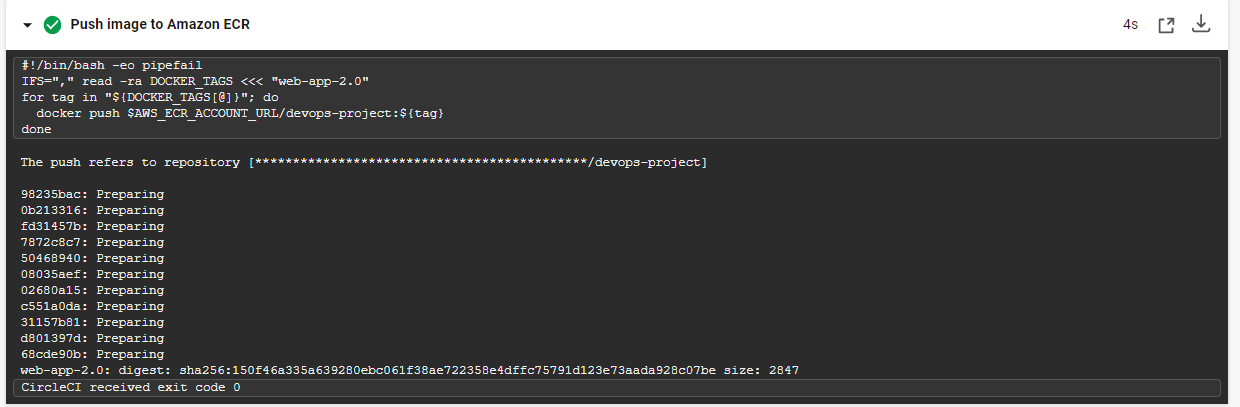 Push image to Amazon ECR
4s
#!/bin/bash -eo pipefail
IFS="," read -ra DOCKER_TAGS <<< "web-app-2.0"
for tag in "${DOCKER_TAGS[@]}"; do
  docker push $AWS_ECR_ACCOUNT_URL/devops-project:${tag}
done
The push refers to repository [********************************************/devops-project]
98235bac: Preparing
0b213316: Preparing
fd31457b: Preparing
7872c8c7: Preparing
50468940: Preparing
08035aef: Preparing
02680a15: Preparing
c551a0da: Preparing
31157b81: Preparing
d801397d: Preparing
68cde90b: Preparing
web-app-2.0: digest: sha256:150f46a335a639280ebc061f38ae722358e4dffc75791d123e73aada928c07be size: 2847
CircleCI received exit code 0